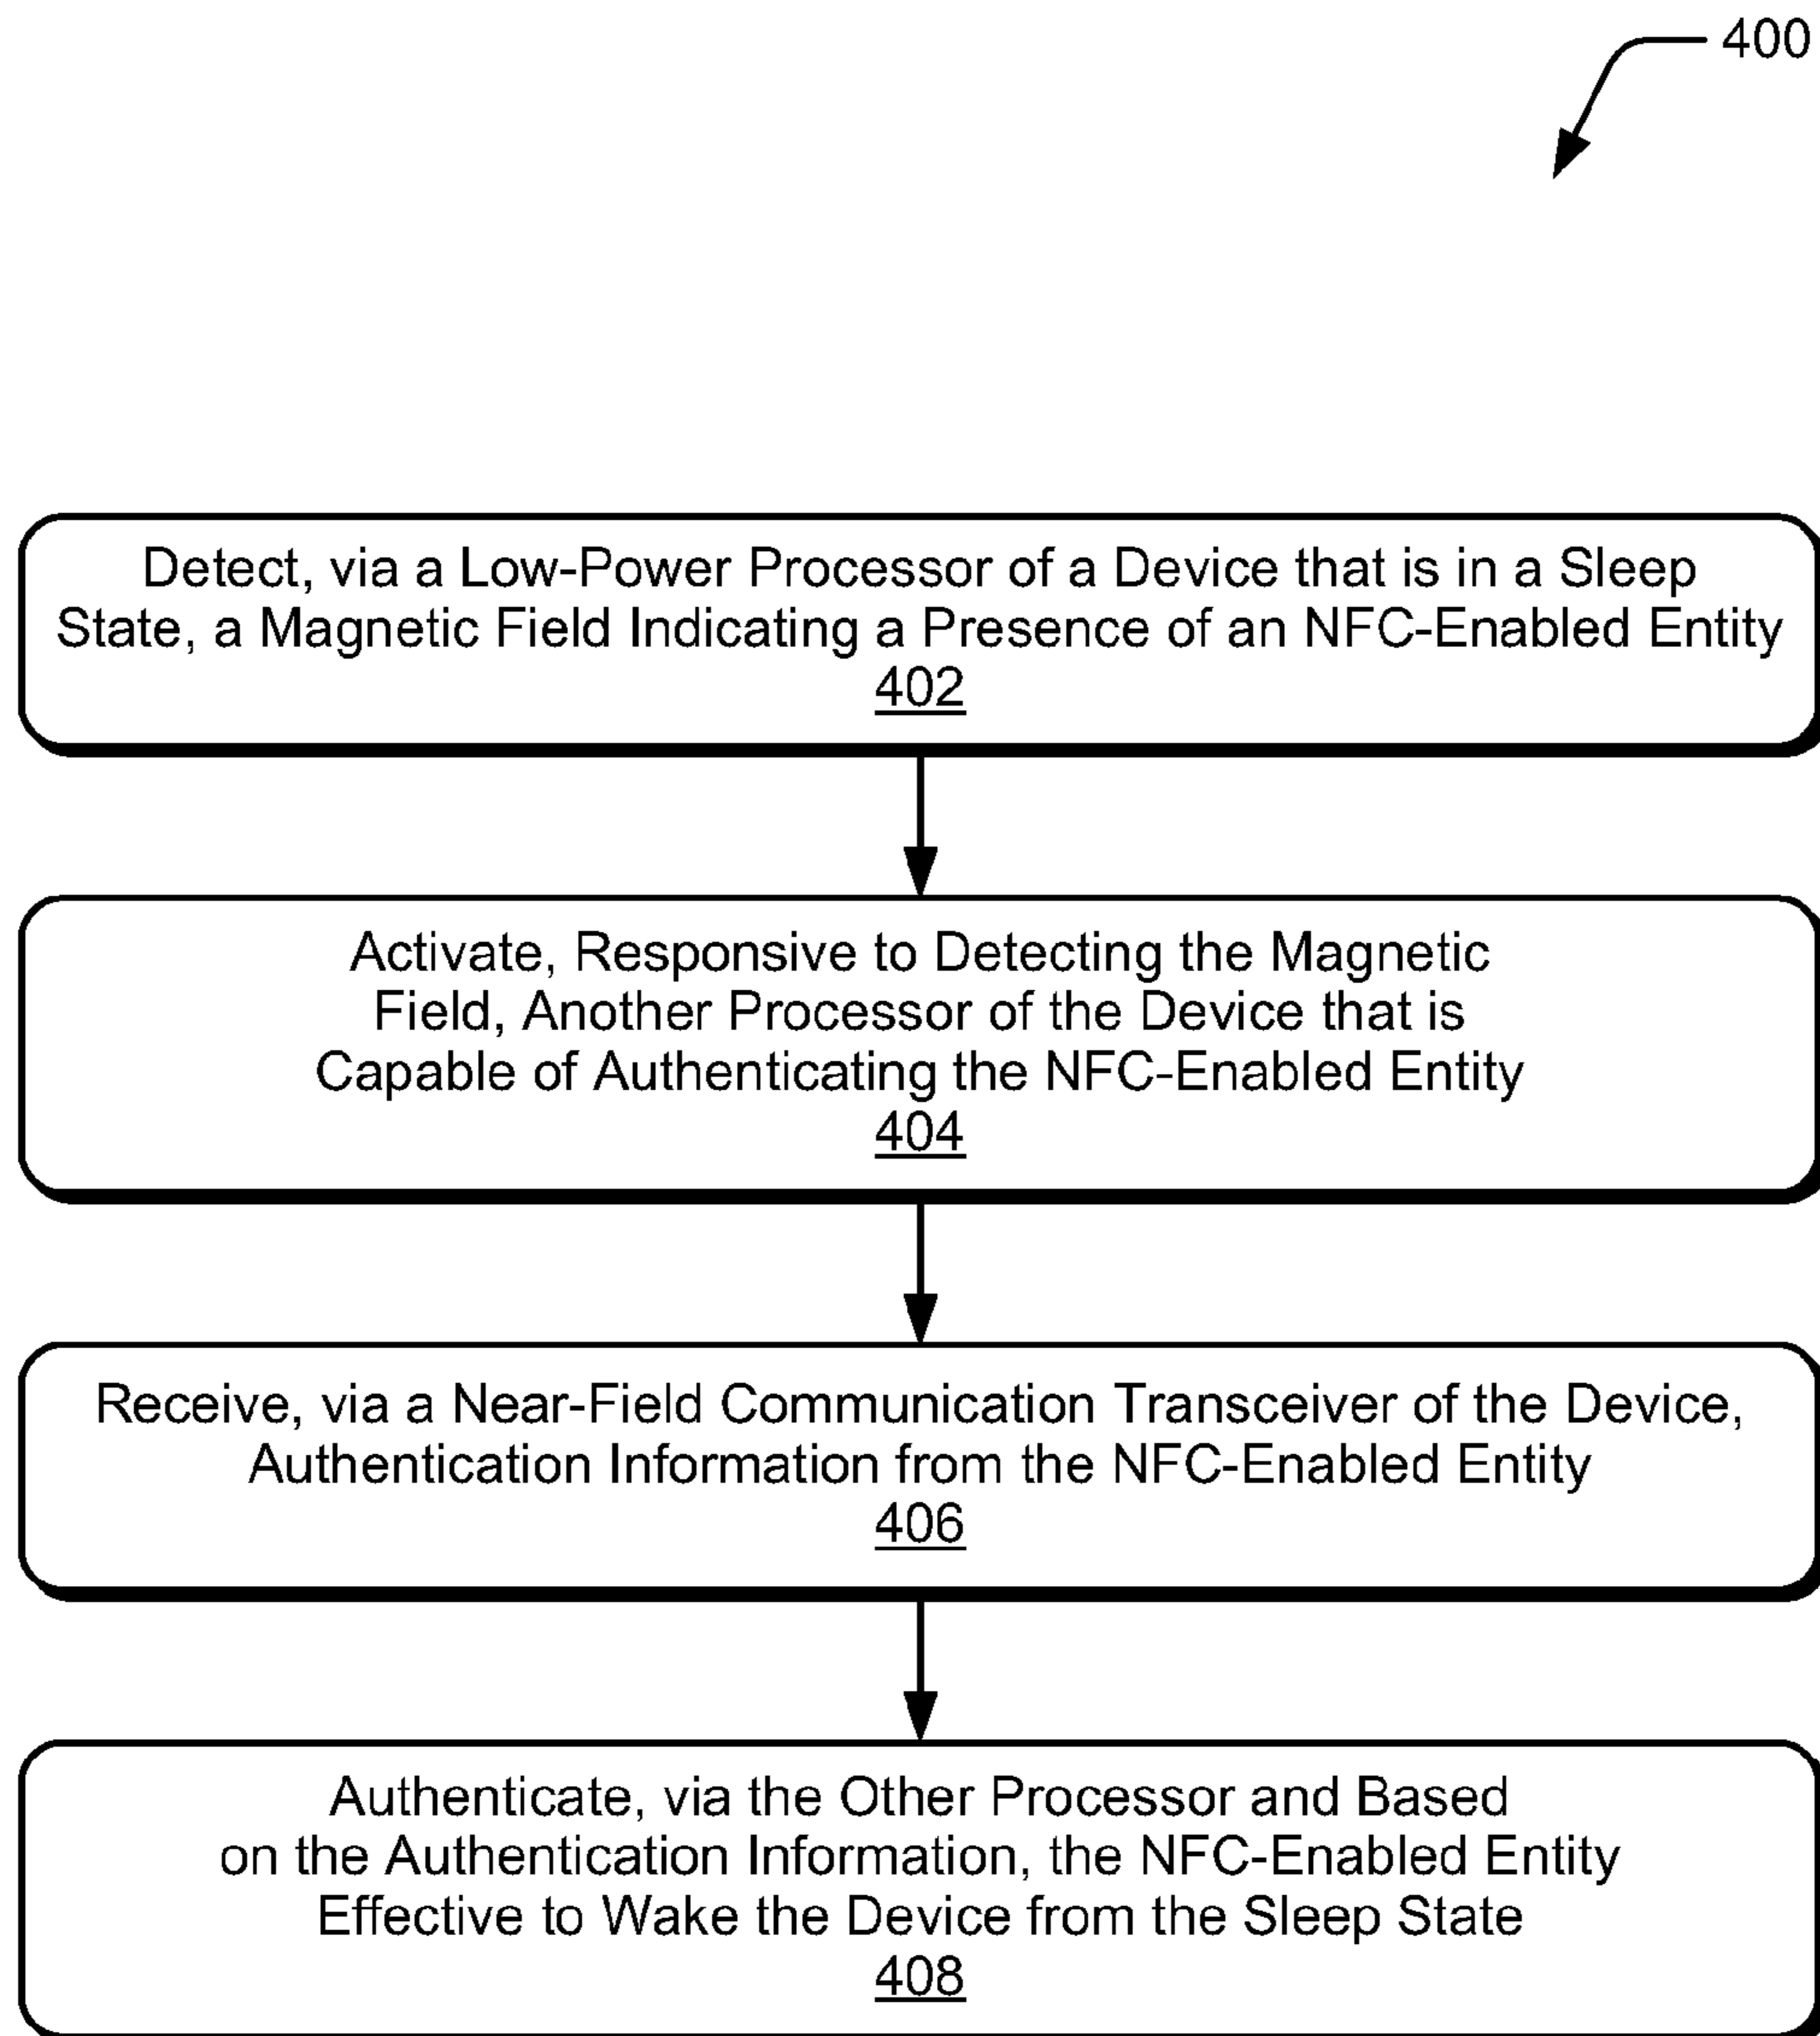 400
Detect, via a Low-Power Processor of a Device that is in a Sleep
State, a Magnetic Field Indicating a Presence of an NFC-Enabled Entity
402
Activate, Responsive to Detecting the Magnetic
Field, Another Processor of the Device that is
Capable of Authenticating the NFC-Enabled Entity
404
Receive, via a Near-Field Communication Transceiver of the Device,
Authentication Information from the NFC-Enabled Entity
406
Authenticate, via the Other Processor and Based
on the Authentication Information, the NFC-Enabled Entity
Effective to Wake the Device from the Sleep State
408